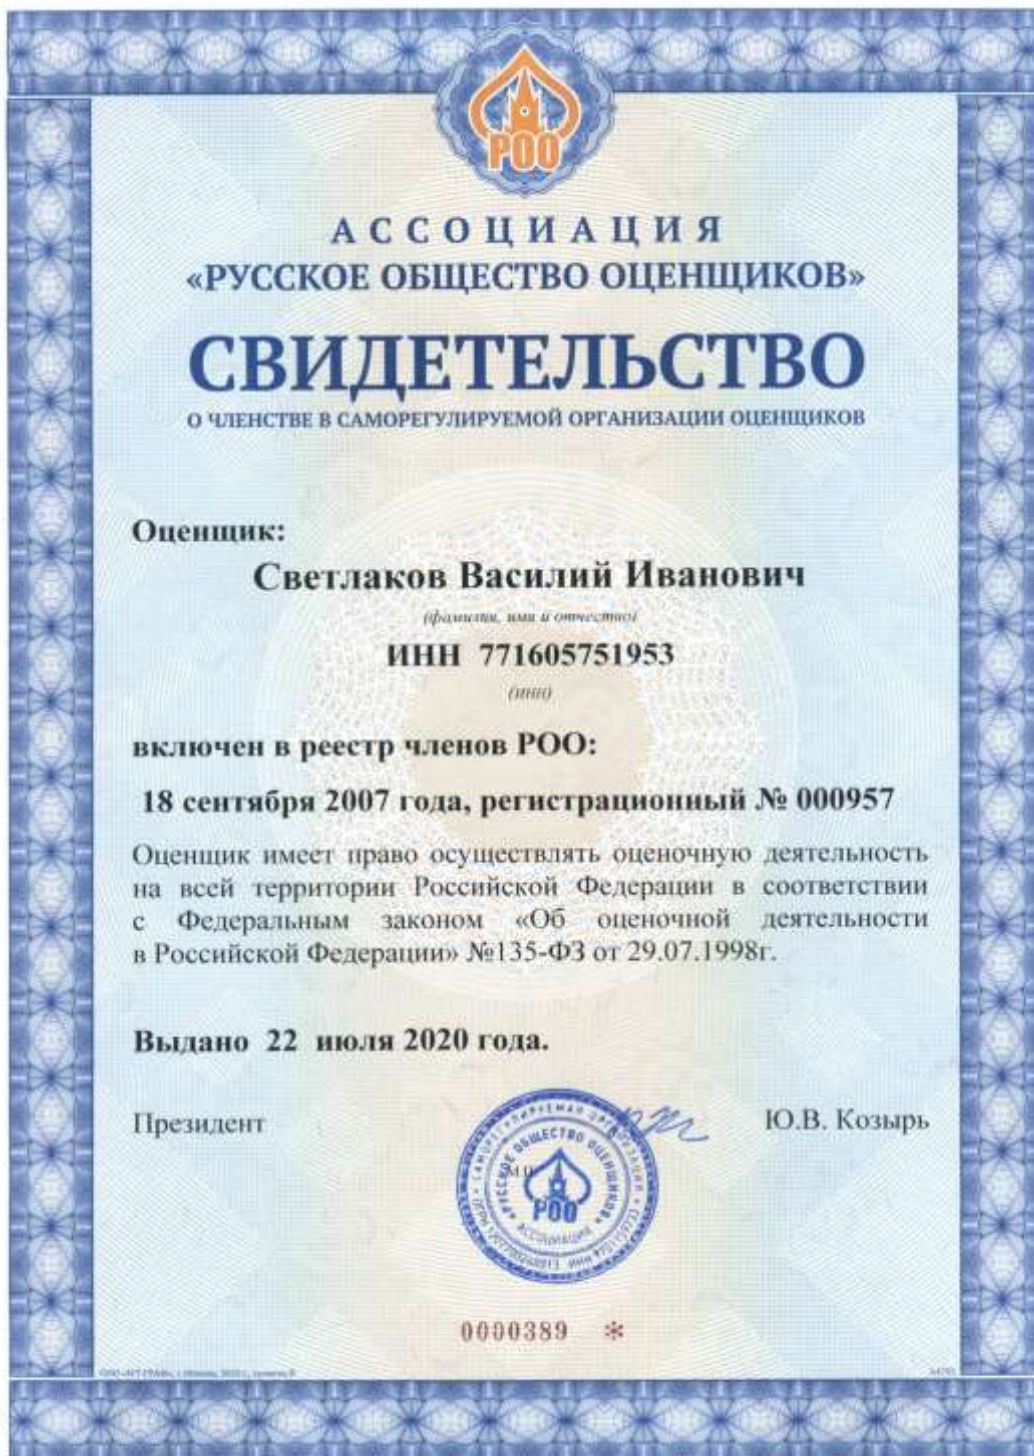 РОО
АССОЦИАЦИЯ
«РУССКОЕ ОБЩЕСТВО ОЦЕНЩИКОВ»
СВИДЕТЕЛЬСТВО
О ЧЛЕНСТВЕ В САМОРЕГУЛИРУЕМОЙ ОРГАНИЗАЦИИ ОЦЕНЩИКОВ
Оценщик:
Светлаков Василий Иванович
(фамилия, имя и отчество)
ИНН 771605751953
(инн)
включен в реестр членов РОО:
18 сентября 2007 года, регистрационный № 000957
Оценщик имеет право осуществлять оценочную деятельность
на всей территории Российской Федерации в соответствии
с Федеральным законом «Об оценочной деятельности
в Российской Федерации» №135-ФЗ от 29.07.1998г.
Выдано 22 июля 2020 года.
Президент
Ю.В. Козырь
САМОРЕГУЛИРУЕМАЯ ОРГАНИЗАЦИЯ
«РУССКОЕ ОБЩЕСТВО ОЦЕНЩИКОВ»
АССОЦИАЦИЯ
РОО
0000389 *